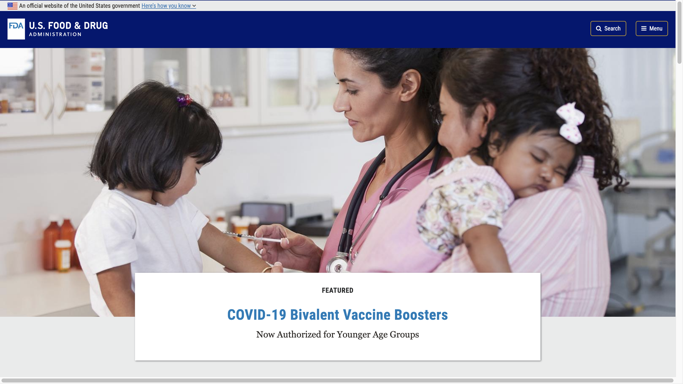 An official website of the United States government Here's how you know
FDA U.S. FOOD & DRUG
ADMINISTRATION
Search
Menu
FEATURED
COVID-19 Bivalent Vaccine Boosters
Now Authorized for Younger Age Groups